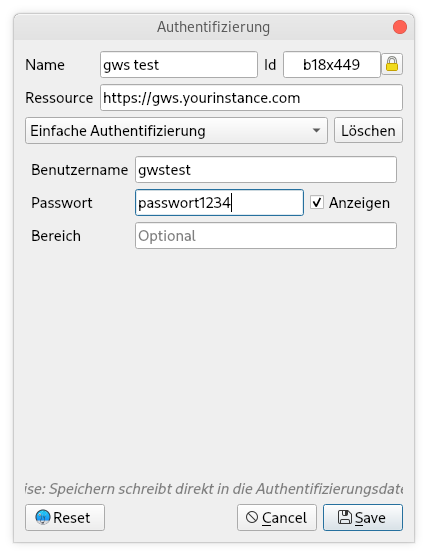 Authentifizierung
Name gws test Id b18x449
Ressource https://gws.yourinstance.com
Einfache Authentifizierung Löschen
Benutzername gwstest
Passwort passwort1234 Anzeigen
Bereich Optional
ise: Speichern schreibt direkt in die Authentifizierungsdate
Reset Cancel Save